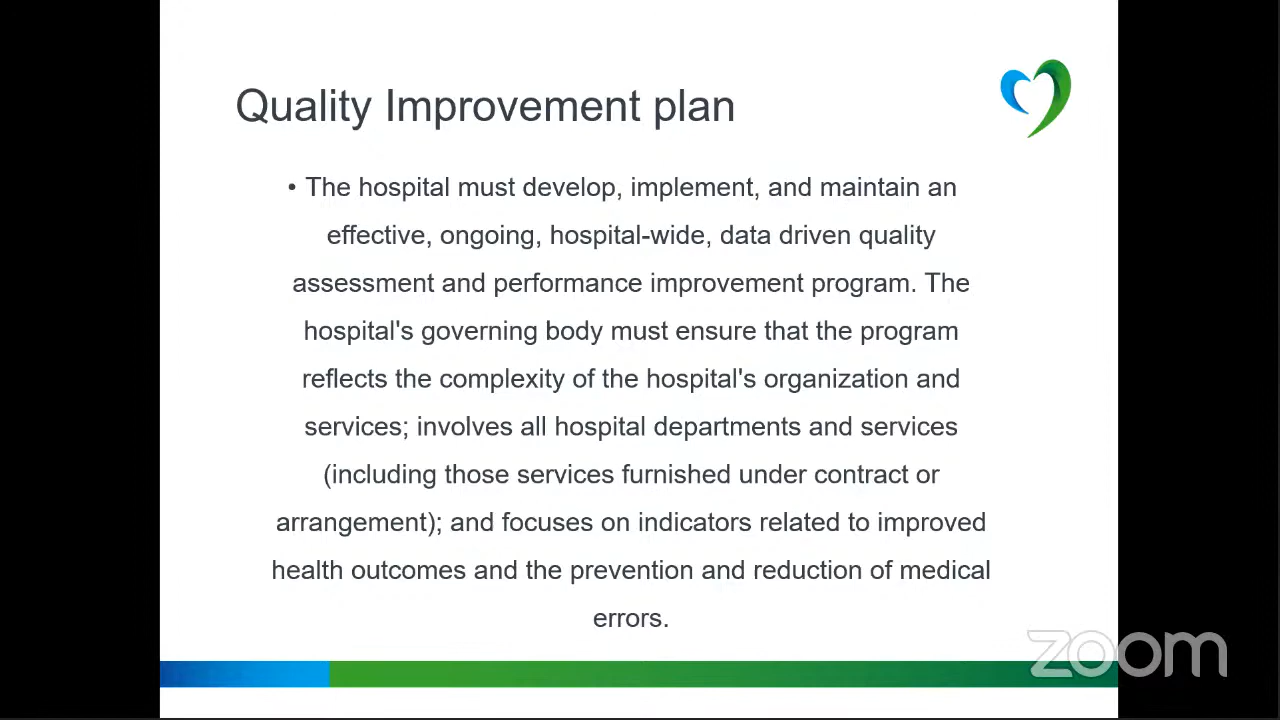 Quality Improvement plan
• The hospital must develop, implement, and maintain an
effective, ongoing, hospital-wide, data driven quality
assessment and performance improvement program. The
hospital's governing body must ensure that the program
reflects the complexity of the hospital's organization and
services; involves all hospital departments and services
(including those services furnished under contract or
arrangement); and focuses on indicators related to improved
health outcomes and the prevention and reduction of medical
errors.
zoom